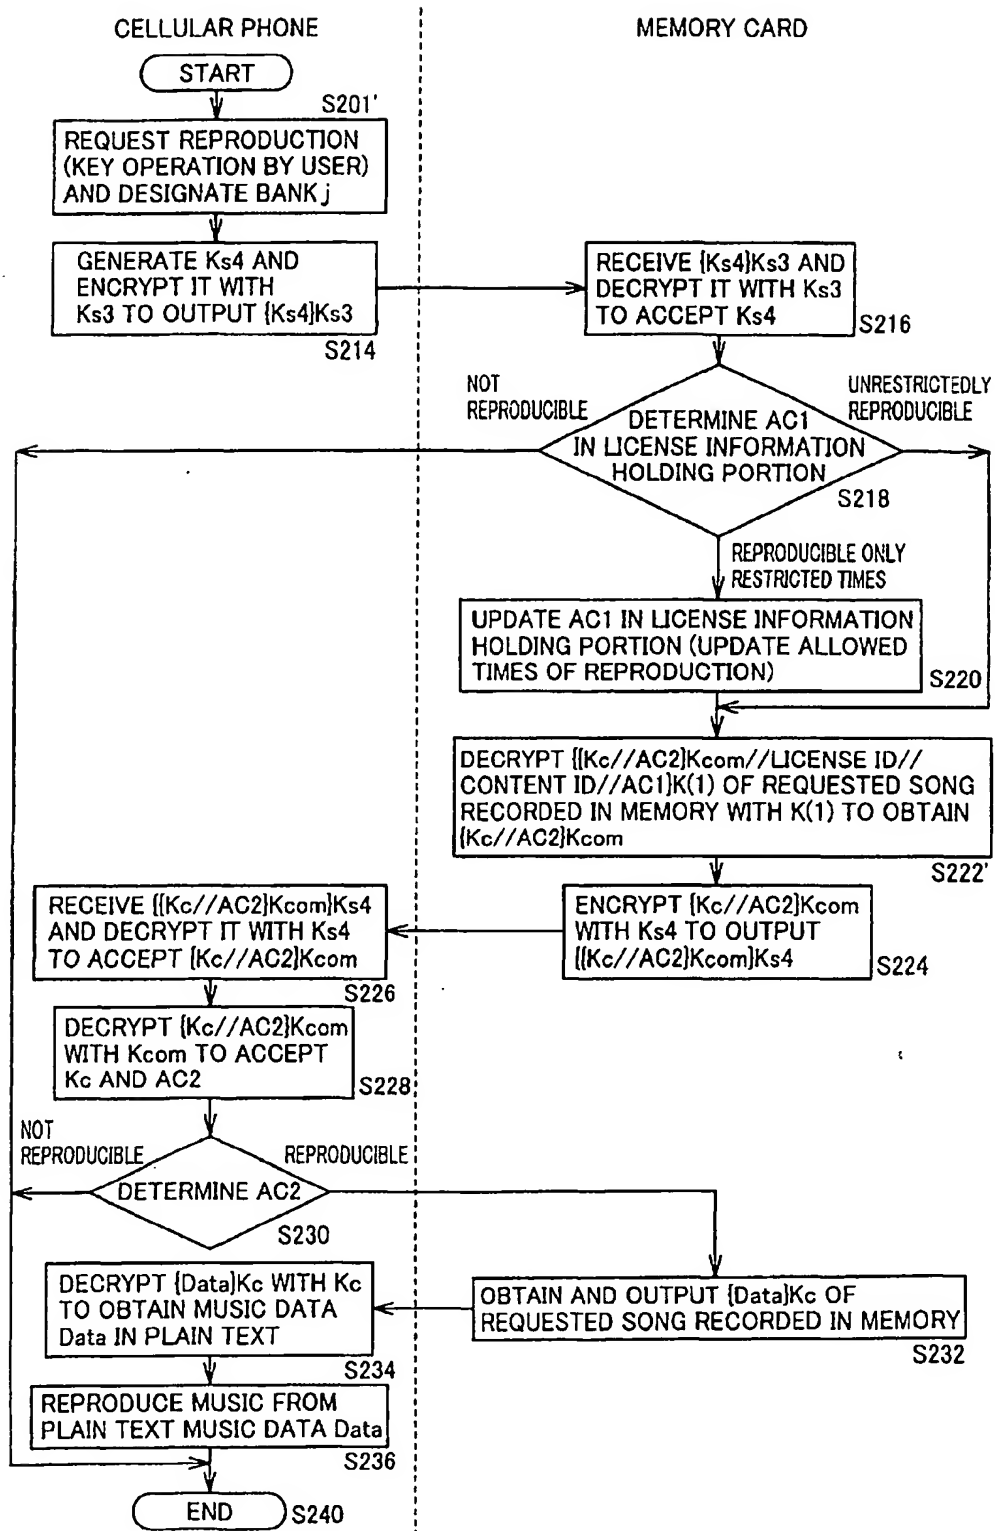 CELLULAR PHONE
MEMORY CARD
START
S201'
REQUEST REPRODUCTION
(KEY OPERATION BY USER)
AND DESIGNATE BANK j
GENERATE Ks4 AND
ENCRYPT IT WITH
Ks3 TO OUTPUT {Ks4}Ks3
S214
RECEIVE {Ks4}Ks3 AND
DECRYPT IT WITH Ks3
TO ACCEPT Ks4
S216
NOT
REPRODUCIBLE
UNRESTRICTEDLY
REPRODUCIBLE
DETERMINE AC1
IN LICENSE INFORMATION
HOLDING PORTION
S218
REPRODUCIBLE ONLY
RESTRICTED TIMES
UPDATE AC1 IN LICENSE INFORMATION
HOLDING PORTION (UPDATE ALLOWED
TIMES OF REPRODUCTION)
S220
DECRYPT {{Kc//AC2}Kcom//LICENSE ID//
CONTENT ID//AC1}K(1) OF REQUESTED SONG
RECORDED IN MEMORY WITH K(1) TO OBTAIN
{Kc//AC2}Kcom
S222'
ENCRYPT {Kc//AC2}Kcom
WITH Ks4 TO OUTPUT
{{Kc//AC2}Kcom}Ks4
S224
RECEIVE {{Kc//AC2}Kcom}Ks4
AND DECRYPT IT WITH Ks4
TO ACCEPT {Kc//AC2}Kcom
S226
DECRYPT {Kc//AC2}Kcom
WITH Kcom TO ACCEPT
Kc AND AC2
S228
NOT
REPRODUCIBLE
REPRODUCIBLE
DETERMINE AC2
S230
OBTAIN AND OUTPUT {Data}Kc OF
REQUESTED SONG RECORDED IN MEMORY
S232
DECRYPT {Data}Kc WITH Kc
TO OBTAIN MUSIC DATA
Data IN PLAIN TEXT
S234
REPRODUCE MUSIC FROM
PLAIN TEXT MUSIC DATA Data
S236
END
S240